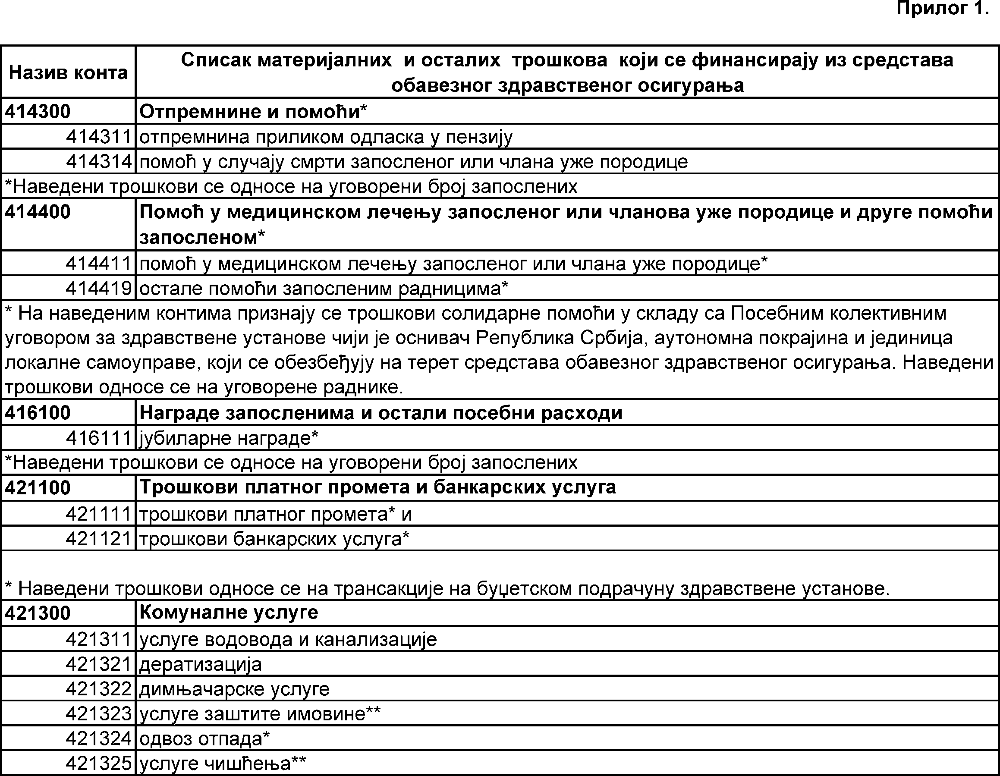 Прилог 1.
Назив конта
Списак материјалних и осталих трошкова који се финансирају из средстава
обавезног здравственог осигурања
414300 Отпремнине и помоћи*
414311 отпремнина приликом одласка у пензију
414314 помоћ у случају смрти запосленог или члана уже породице
*Наведени трошкови се односе на уговорени број запослених
414400 Помоћ у медицинском лечењу запосленог или чланова уже породице и друге помоћи
запосленом*
414411 помоћ у медицинском лечењу запосленог или члана уже породице*
414419 остале помоћи запосленим радницима*
* На наведеним контима признају се трошкови солидарне помоћи у складу са Посебним колективним
уговором за здравствене установе чији је оснивач Република Србија, аутономна покрајина и јединица
локалне самоуправе, који се обезбеђују на терет средстава обавезног здравственог осигурања. Наведени
трошкови односе се на уговорене раднике.
416100 Награде запосленима и остали посебни расходи
416111 јубиларне награде*
*Наведени трошкови се односе на уговорени број запослених
421100 Трошкови платног промета и банкарских услуга
421111 трошкови платног промета* и
421121 трошкови банкарских услуга*
* Наведени трошкови односе се на трансакције на буџетском подрачуну здравствене установе.
421300 Комуналне услуге
421311 услуге водовода и канализације
421321 дератизација
421322 димњачарске услуге
421323 услуге заштите имовине**
421324 одвоз отпада*
421325 услуге чишћења**